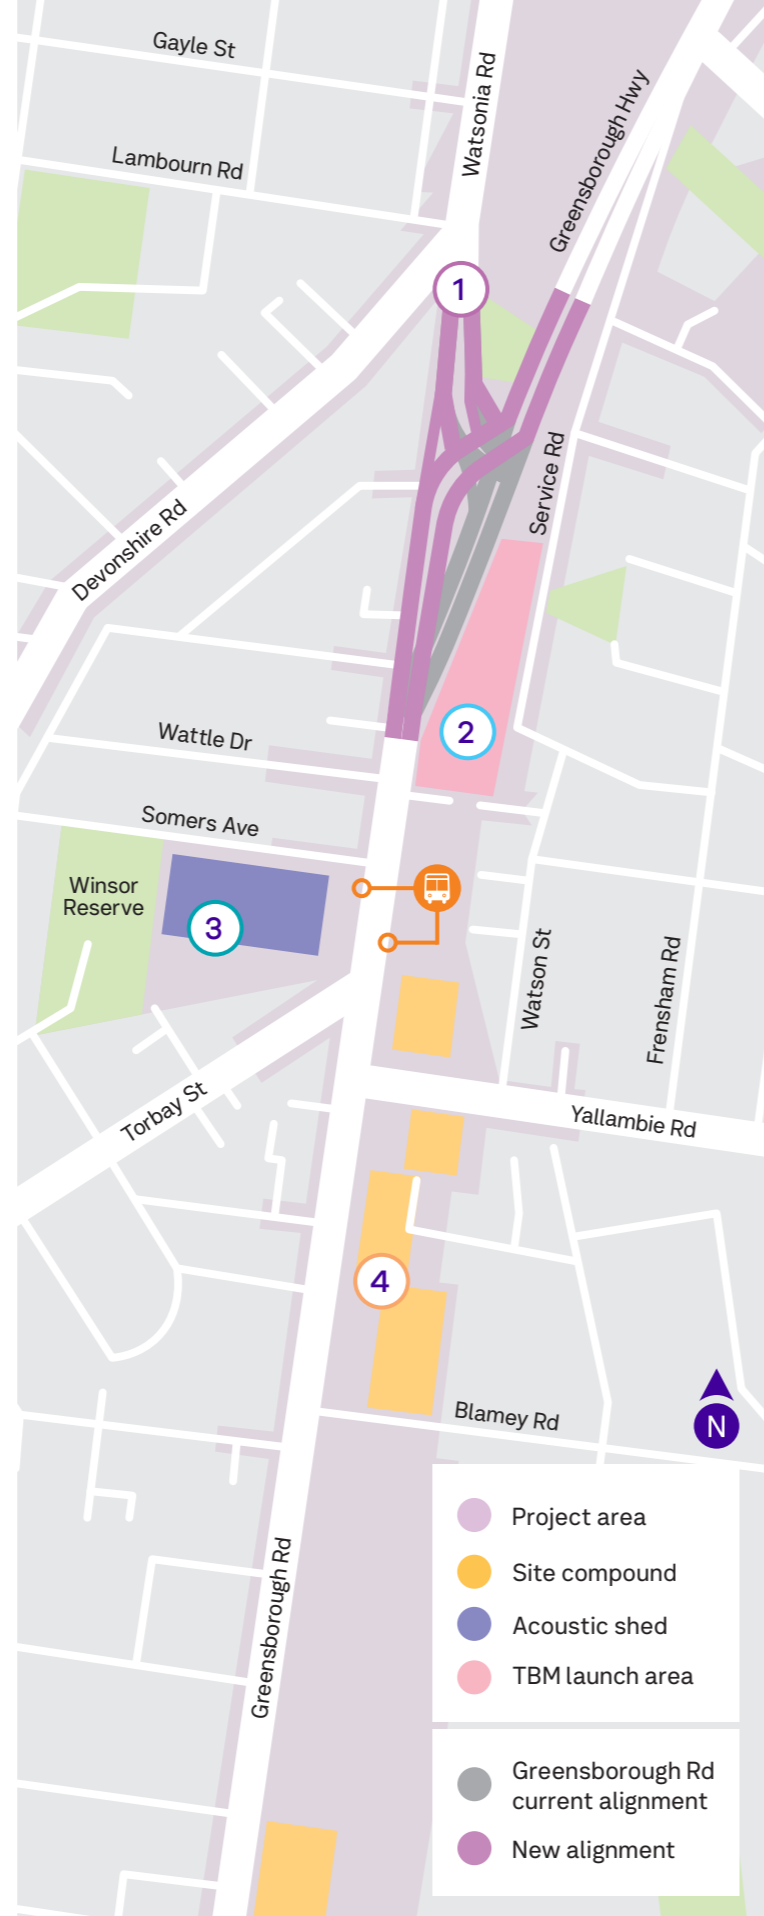 Gayle St
Watsonia Rd
Greensborough Hwy
Lambourn Rd
1
Service Rd
Devonshire Rd
2
Wattle Dr
Somers Ave
Winsor
Reserve
3
Watson St
Frensham Rd
Torbay St
Yallambie Rd
4
Blamey Rd
N
Greensborough Rd
Project area
Site compound
Acoustic shed
TBM launch area
Greensborough Rd
current alignment
New alignment